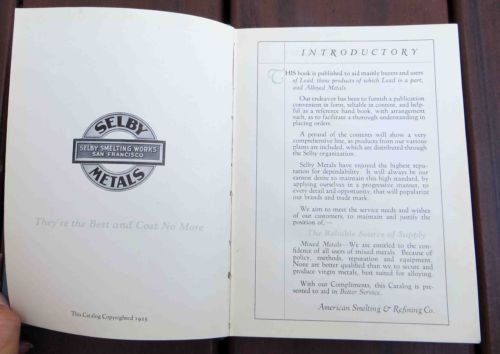 SELBY
SELBY SMELTING WORKS
SAN FRANCISCO
METALS
They're the Best and Cost No More
This Catalog Copyrighted 1925
INTRODUCTORY
THIS book is published to aid mainly buyers and users
of Lead, those products of which Lead is a part,
and Alloyed Metals
Our endeavor has been to furnish a publication
convenient in form, reliable in content, and help-
ful as a reference hand book, with arrangement
such, as to facilitate a thorough understanding in
placing orders.
A perusal of the contents will show a very
comprehensive line, as products from our various
plants are included, which are distributed through
the Selby organization.
Selby Metals have enjoyed the highest repu-
tation for dependability. It will always be our
earnest desire to maintain this high standard, by
applying ourselves in a progressive manner, to
every detail and opportunity, that will popularize
our brands and trade mark.
We aim to meet the service needs and wishes
of our customers, to maintain and justify the
position of,—
The Reliable Source of Supply
Mixed Metals—We are entitled to the con-
fidence of all users of mixed metals. Because of
policy, methods, reputation and equipment,
None are better qualified than we to secure and
produce virgin metals, best suited for alloying.
With our Compliments, this Catalog is pre-
sented to aid in Better Service.
American Smelting & Refining Co.